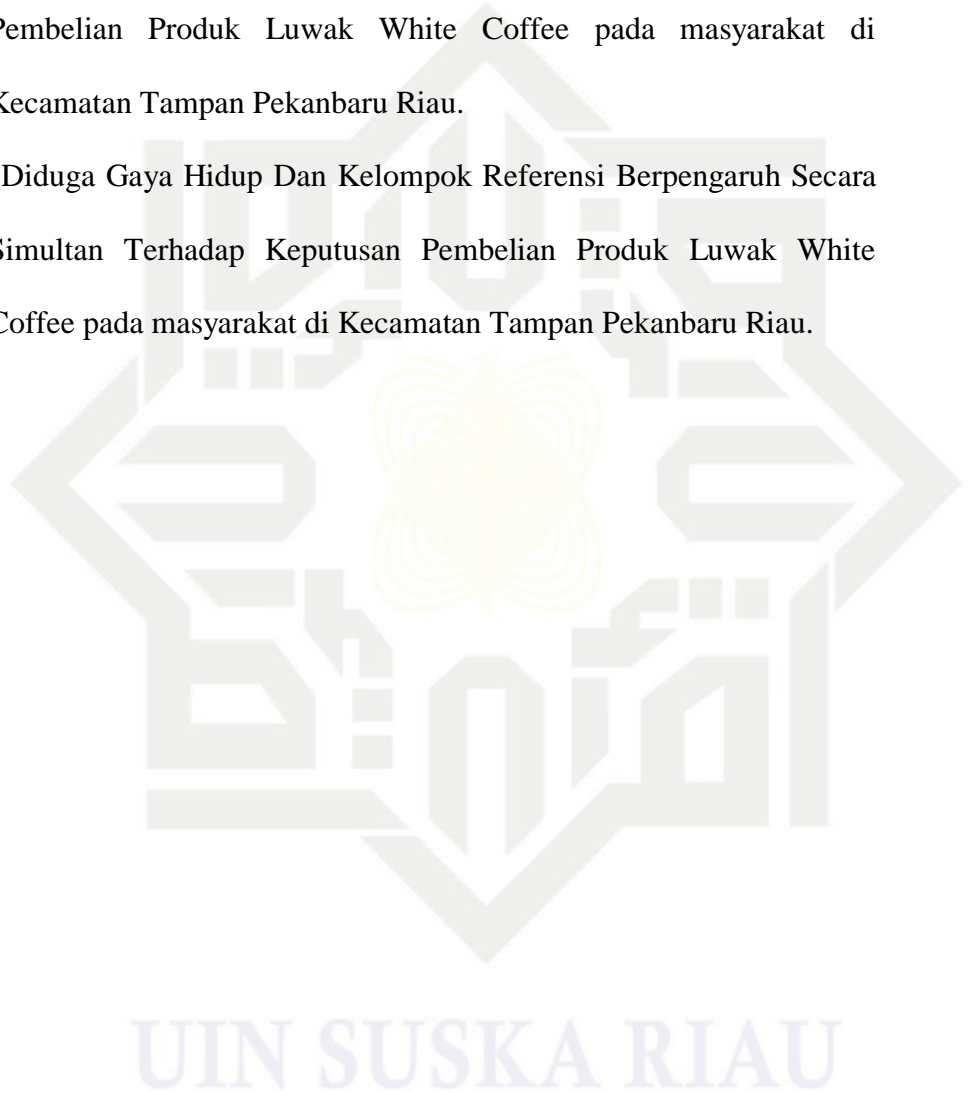 Pembelian Produk Luwak White Coffee pada masyarakat di
Kecamatan Tampan Pekanbaru Riau.
Diduga Gaya Hidup Dan Kelompok Referensi Berpengaruh Secara
Simultan Terhadap Keputusan Pembelian Produk Luwak White
Coffee pada masyarakat di Kecamatan Tampan Pekanbaru Riau.
UIN SUSKA RIAU